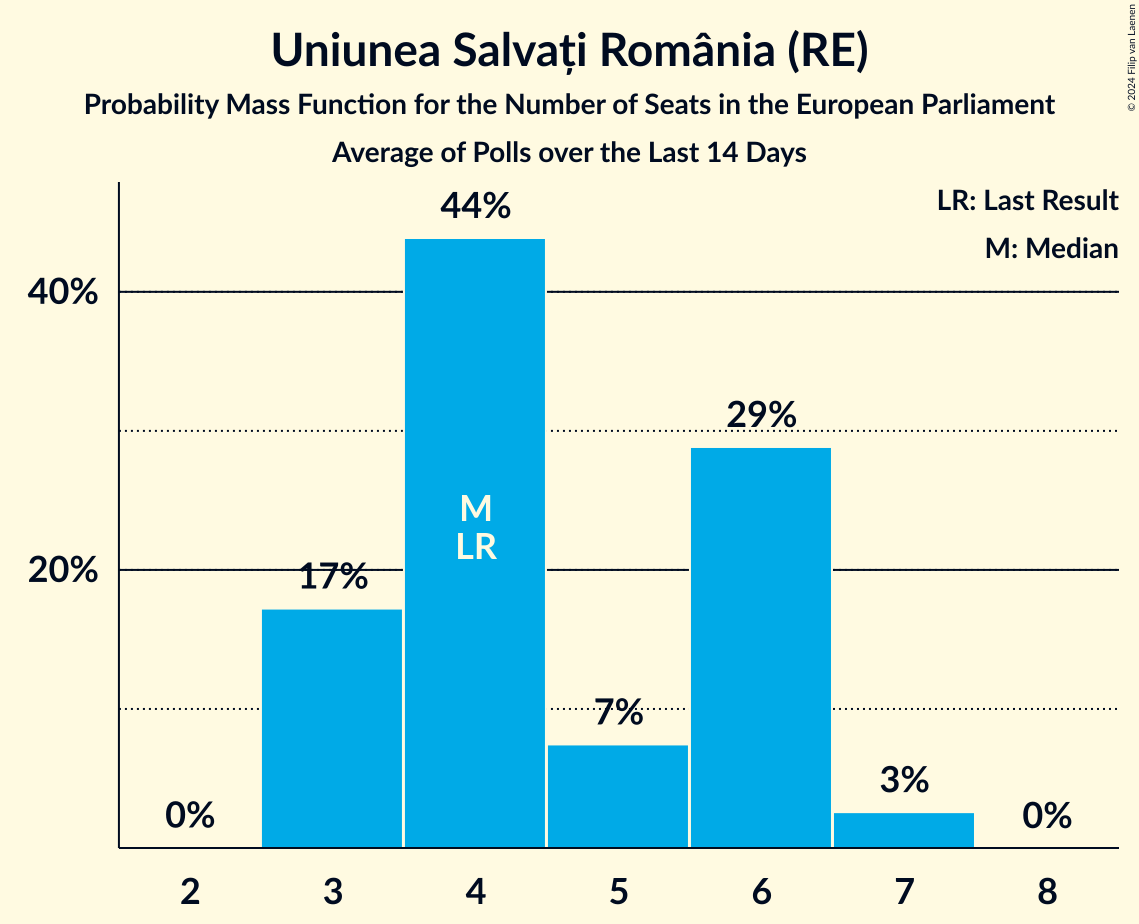 Uniunea Salvați România (RE)
Probability Mass Function for the Number of Seats in the European Parliament
Average of Polls over the Last 14 Days
© 2024 Filip van Laenen
LR: Last Result
M: Median
40%
20%
0%
17%
44%
M
LR
7%
29%
3%
0%
2
3
4
5
6
7
8